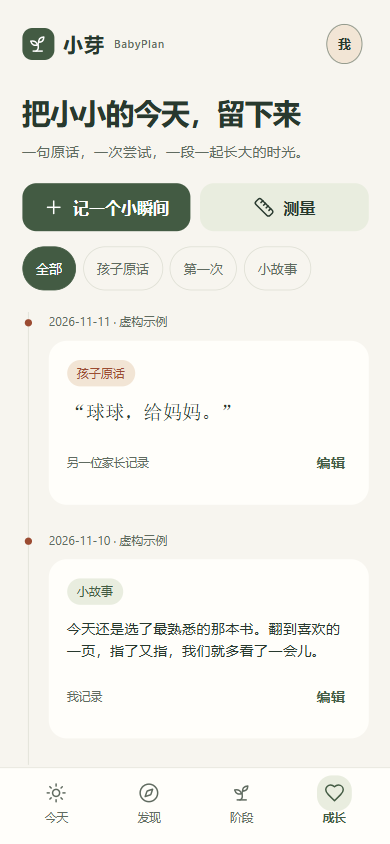 小芽 BabyPlan 我
把小小的今天，留下来
一句原话，一次尝试，一段一起长大的时光。
记一个小瞬间 测量
全部 孩子原话 第一次 小故事
2026-11-11 · 虚构示例
孩子原话
“球球，给妈妈。”
另一位家长记录 编辑
2026-11-10 · 虚构示例
小故事
今天还是选了最熟悉的那本书。翻到喜欢的
一页，指了又指，我们就多看了一会儿。
我记录 编辑
今天 发现 阶段 成长